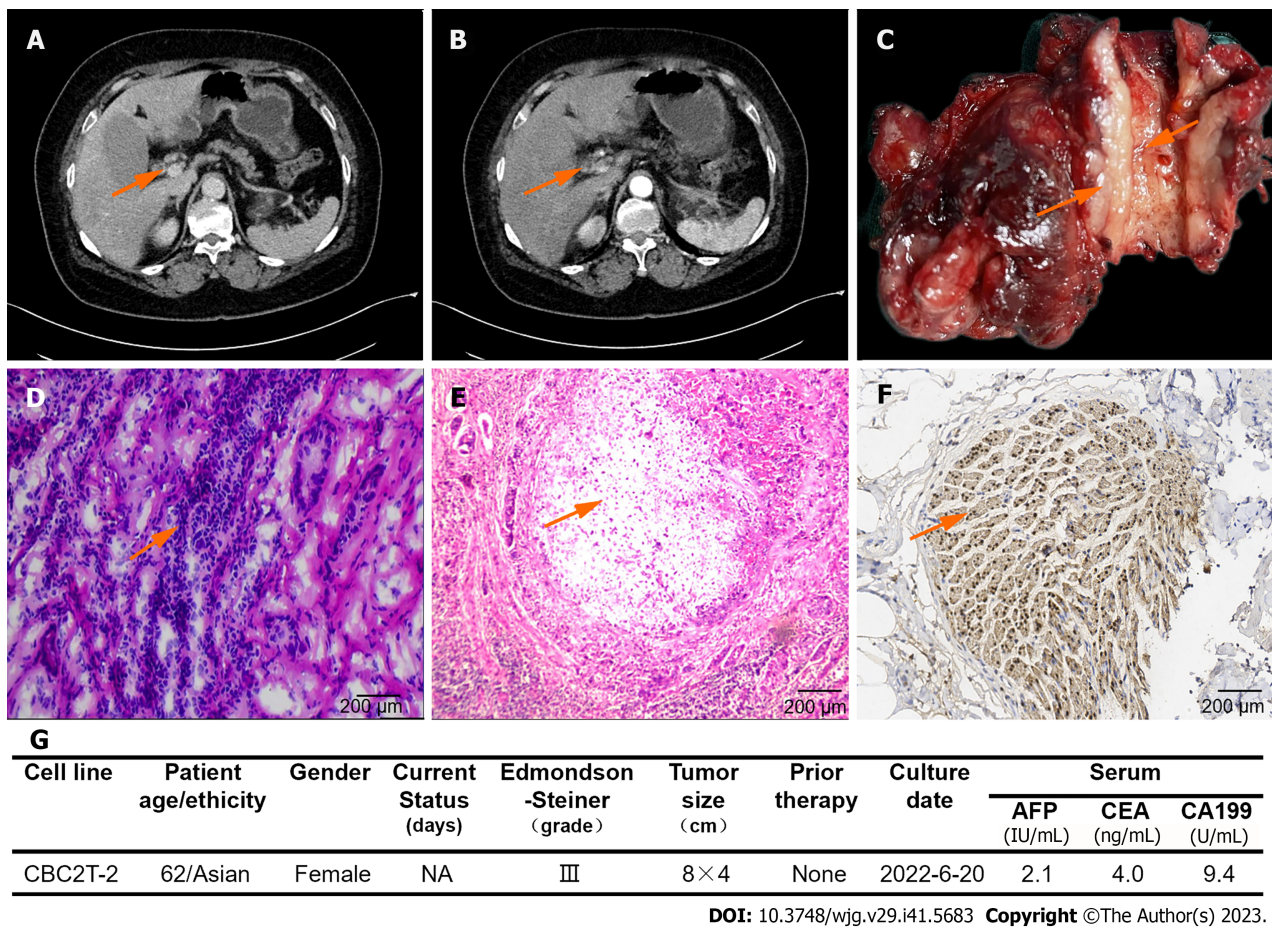 A
B
C
D
E
F
200 µm
200 µm
200 µm
G
Cell line
Patient
age/ethicity
Gender
Current
Status
(days)
Edmondson
-Steiner
(grade)
Tumor
size
(cm)
Prior
therapy
Culture
date
Serum
AFP
(IU/mL)
CEA
(ng/mL)
CA199
(U/mL)
CBC2T-2 62/Asian Female NA Ⅲ 8×4 None 2022-6-20 2.1 4.0 9.4
DOI: 10.3748/wjg.v29.i41.5683 Copyright ©The Author(s) 2023.